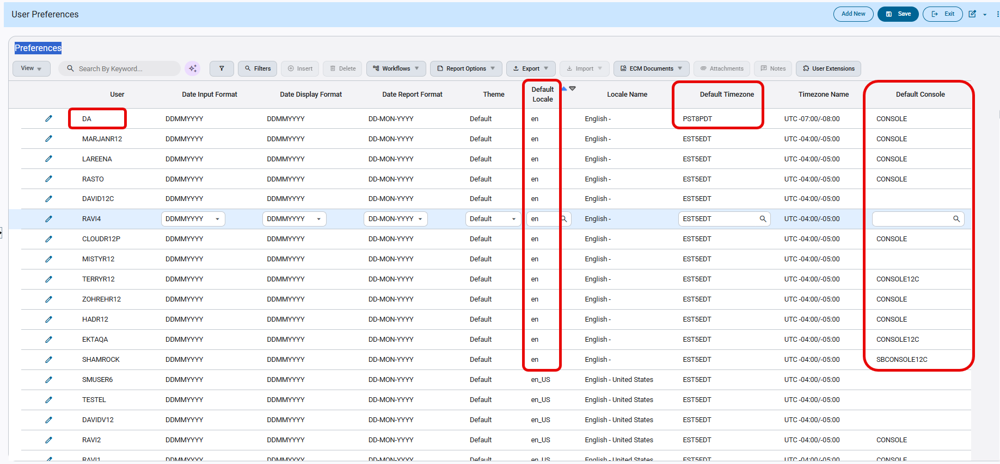 User Preferences Add New Save Exit
Preferences
View Search By Keyword... Filters Insert Delete Workflows Report Options Export Import ECM Documents Attachments Notes User Extensions
User Date Input Format Date Display Format Date Report Format Theme Default Locale Locale Name Default Timezone Timezone Name Default Console
DA DDMMYYYY DDMMYYYY DD-MON-YYYY Default en English - PST8PDT UTC -07:00/-08:00 CONSOLE
MARJANR12 DDMMYYYY DDMMYYYY DD-MON-YYYY Default en English - EST5EDT UTC -04:00/-05:00 CONSOLE
LAREENA DDMMYYYY DDMMYYYY DD-MON-YYYY Default en English - EST5EDT UTC -04:00/-05:00 CONSOLE
RASTO DDMMYYYY DDMMYYYY DD-MON-YYYY Default en English - EST5EDT UTC -04:00/-05:00 CONSOLE
DAVID12C DDMMYYYY DDMMYYYY DD-MON-YYYY Default en English - EST5EDT UTC -04:00/-05:00
RAVI4 DDMMYYYY DDMMYYYY DD-MON-YYYY Default en English - EST5EDT UTC -04:00/-05:00
CLOUDR12P DDMMYYYY DDMMYYYY DD-MON-YYYY Default en English - EST5EDT UTC -04:00/-05:00 CONSOLE
MISTYR12 DDMMYYYY DDMMYYYY DD-MON-YYYY Default en English - EST5EDT UTC -04:00/-05:00
TERRYR12 DDMMYYYY DDMMYYYY DD-MON-YYYY Default en English - EST5EDT UTC -04:00/-05:00 CONSOLE12C
ZOHREHR12 DDMMYYYY DDMMYYYY DD-MON-YYYY Default en English - EST5EDT UTC -04:00/-05:00 CONSOLE
HADR12 DDMMYYYY DDMMYYYY DD-MON-YYYY Default en English - EST5EDT UTC -04:00/-05:00 CONSOLE
EKTAQA DDMMYYYY DDMMYYYY DD-MON-YYYY Default en English - EST5EDT UTC -04:00/-05:00 CONSOLE12C
SHAMROCK DDMMYYYY DDMMYYYY DD-MON-YYYY Default en English - EST5EDT UTC -04:00/-05:00 SBCONSOLE12C
SMUSER6 DDMMYYYY DDMMYYYY DD-MON-YYYY Default en_US English - United States EST5EDT UTC -04:00/-05:00
TESTEL DDMMYYYY DDMMYYYY DD-MON-YYYY Default en_US English - United States EST5EDT UTC -04:00/-05:00
DAVIDV12 DDMMYYYY DDMMYYYY DD-MON-YYYY Default en_US English - United States EST5EDT UTC -04:00/-05:00
RAVI2 DDMMYYYY DDMMYYYY DD-MON-YYYY Default en_US English - United States EST5EDT UTC -04:00/-05:00 CONSOLE
RAVI1 DDMMYYYY DDMMYYYY DD-MON-YYYY Default en_US English - United States EST5EDT UTC -04:00/-05:00 CONSOLE